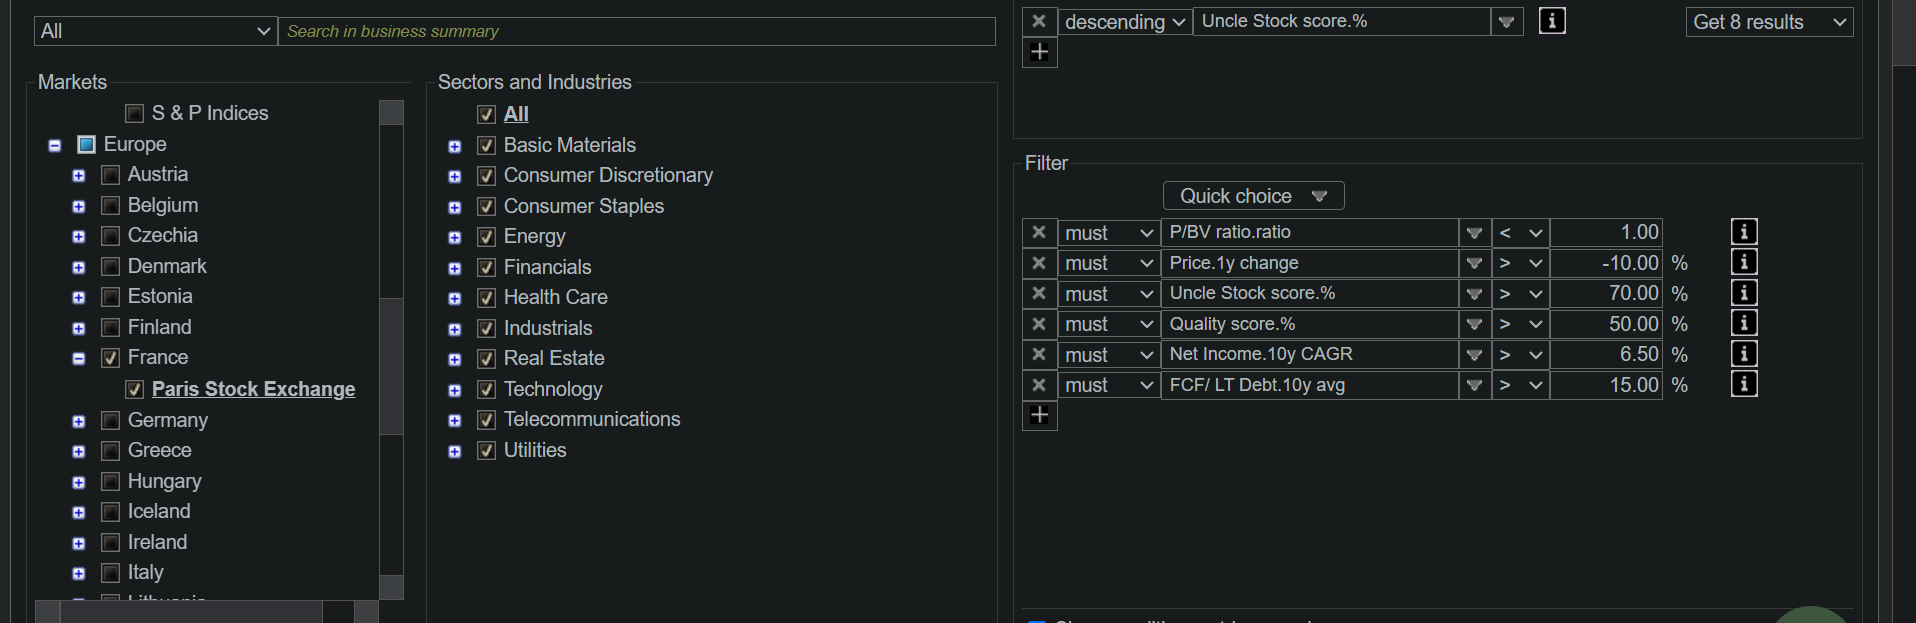 All
Search in business summary
Markets
S & P Indices
Europe
Austria
Belgium
Czechia
Denmark
Estonia
Finland
France
Paris Stock Exchange
Germany
Greece
Hungary
Iceland
Ireland
Italy
Sectors and Industries
All
Basic Materials
Consumer Discretionary
Consumer Staples
Energy
Financials
Health Care
Industrials
Real Estate
Technology
Telecommunications
Utilities
descending Uncle Stock score.% i Get 8 results
Filter
Quick choice
must P/BV ratio.ratio < 1.00 i
must Price.1y change > -10.00 % i
must Uncle Stock score.% > 70.00 % i
must Quality score.% > 50.00 % i
must Net Income.10y CAGR > 6.50 % i
must FCF/ LT Debt.10y avg > 15.00 % i